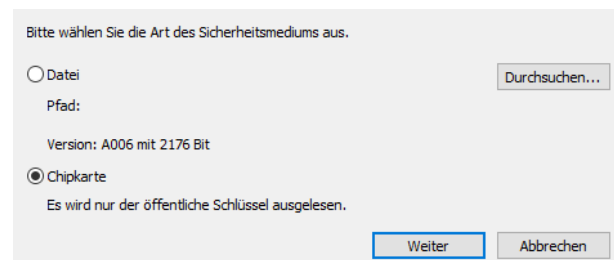 Bitte wählen Sie die Art des Sicherheitsmediums aus.
Datei
Durchsuchen...
Pfad:
Version: A006 mit 2176 Bit
Chipkarte
Es wird nur der öffentliche Schlüssel ausgelesen.
Weiter
Abbrechen